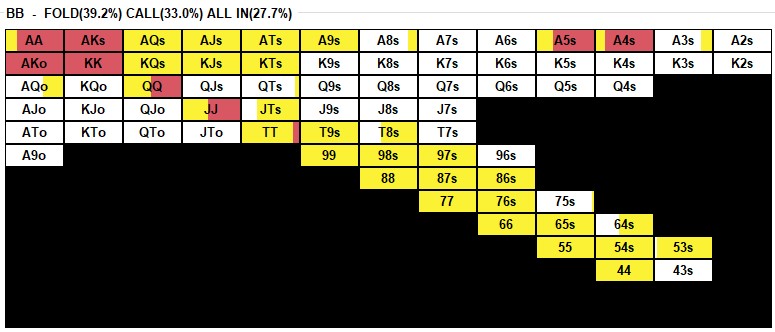 BB - FOLD(39.2%) CALL(33.0%) ALL IN(27.7%)
AA AKs AQs AJs ATs A9s A8s A7s A6s A5s A4s A3s A2s
AKo KK KQs KJs KTs K9s K8s K7s K6s K5s K4s K3s K2s
AQo KQo QQ QJs QTs Q9s Q8s Q7s Q6s Q5s Q4s
AJo KJo QJo JJ JTs J9s J8s J7s
ATo KTo QTo JTo TT T9s T8s T7s
A9o 99 98s 97s 96s
88 87s 86s
77 76s 75s
66 65s 64s
55 54s 53s
44 43s